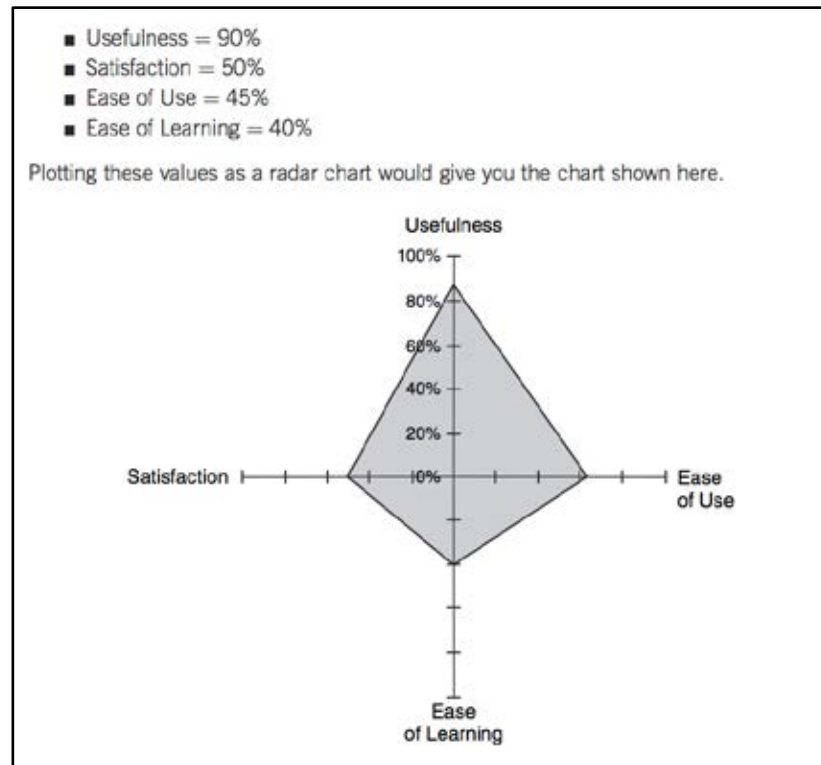 ■ Usefulness = 90%
■ Satisfaction = 50%
■ Ease of Use = 45%
■ Ease of Learning = 40%
Plotting these values as a radar chart would give you the chart shown here.
Usefulness
100%
80%
60%
40%
20%
Satisfaction
0%
Ease
of Use
Ease
of Learning